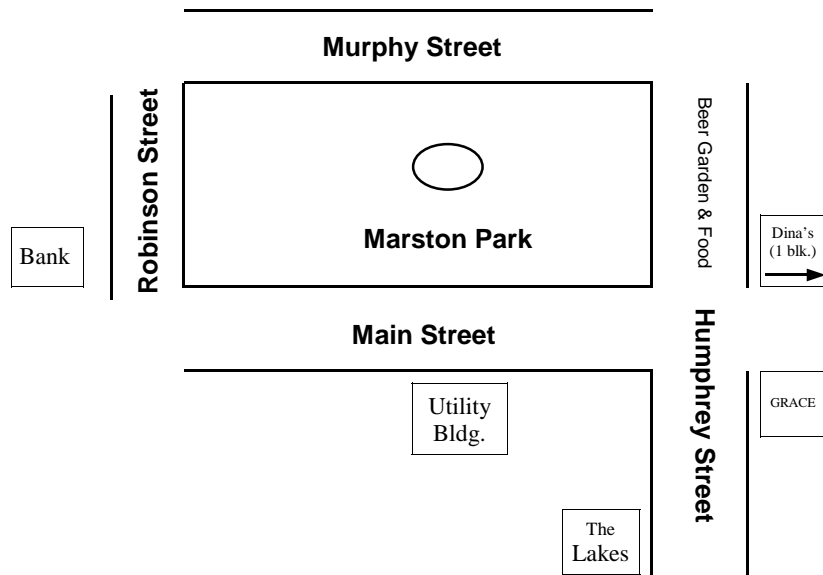 Murphy Street
Robinson Street
Beer Garden & Food
Marston Park
Bank
Dina's
(1 blk.)
Main Street
Humphrey Street
Utility
Bldg.
GRACE
The
Lakes